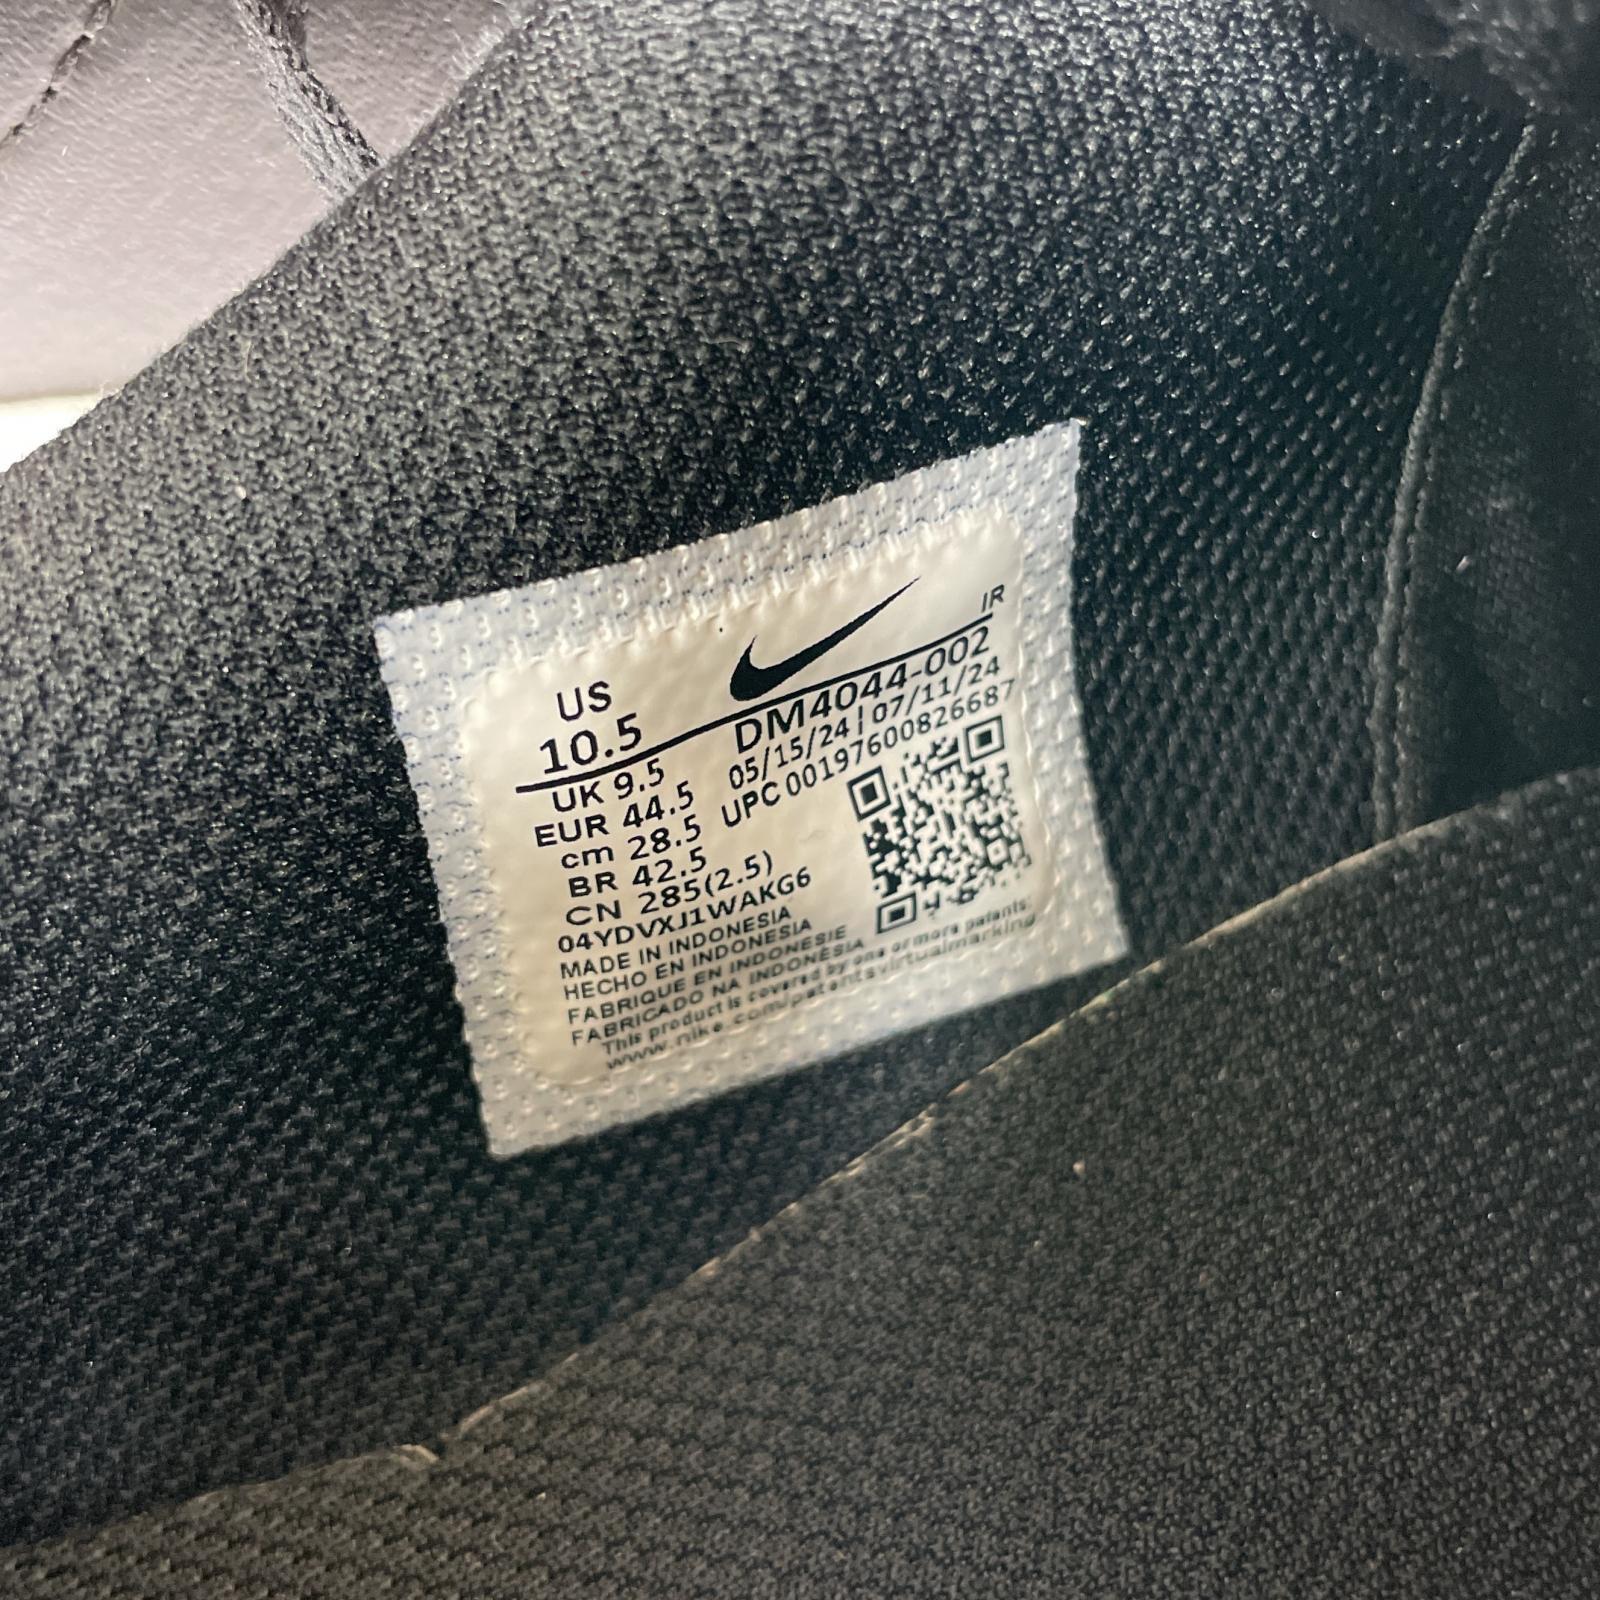 US
10.5
UK 9.5
EUR 44.5
cm 28.5
BR 42.5
CN 285(2.5)
04YDVXJ1WAKG6
IR
DM4044-002
05/15/24|07/11/24
UPC 00197600826687
MADE IN INDONESIA
HECHO EN INDONESIA
FABRIQUE EN INDONESIE
FABRICADO NA INDONÉSIA
This product is covered by one or more patents:
www.nike.com/patentsvirtualmarking